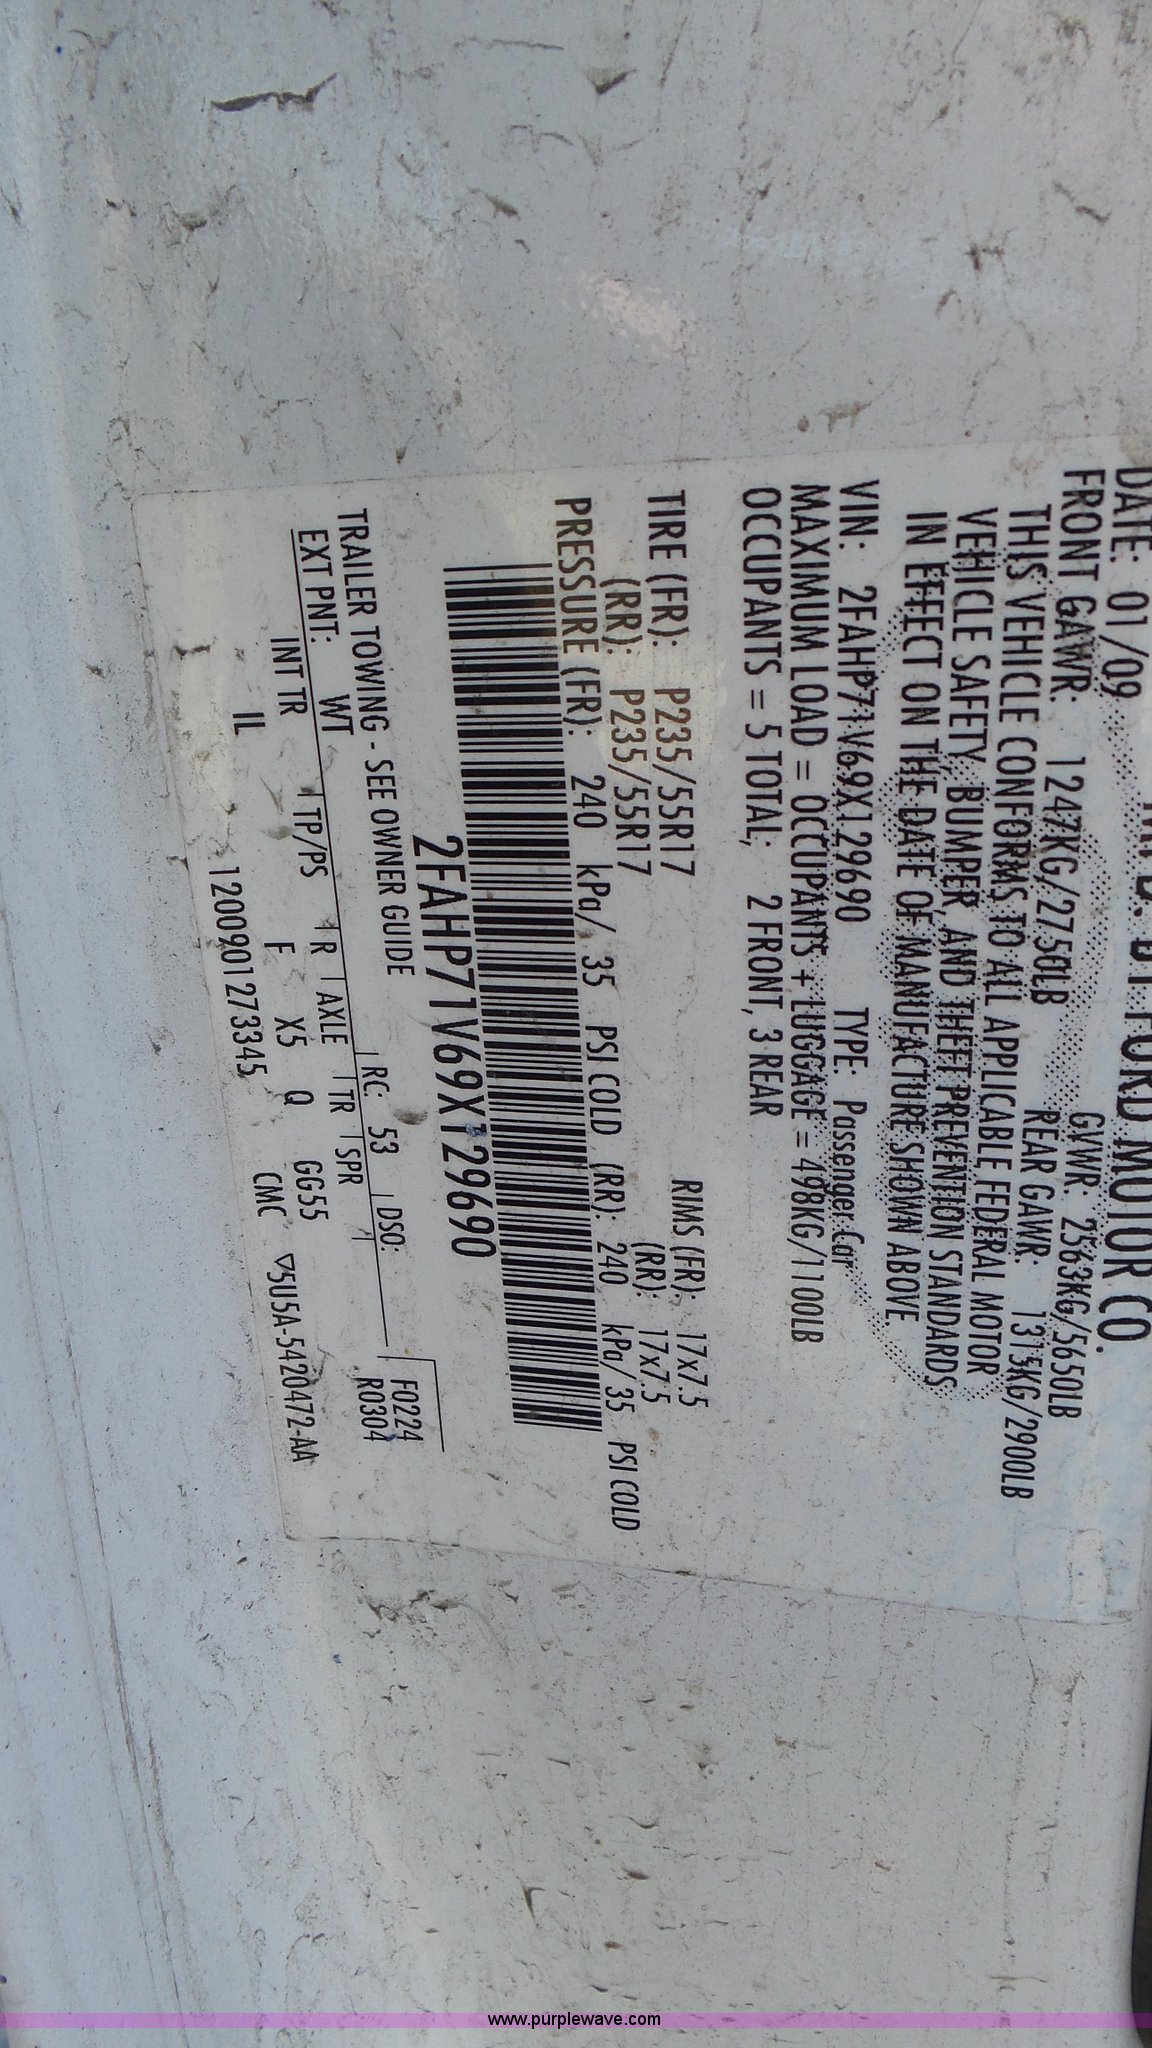 FORD MOTOR CO.
DATE: 01/09 GVWR: 2563KG/5650LB
FRONT GAWR: 1247KG/2750LB REAR GAWR: 1315KG/2900LB
THIS VEHICLE CONFORMS TO ALL APPLICABLE FEDERAL MOTOR
VEHICLE SAFETY, BUMPER, AND THEFT PREVENTION STANDARDS
IN EFFECT ON THE DATE OF MANUFACTURE SHOWN ABOVE.
VIN: 2FAHP71V69X129690 TYPE: Passenger Car
MAXIMUM LOAD = OCCUPANTS + LUGGAGE = 498KG/1100LB
OCCUPANTS = 5 TOTAL; 2 FRONT, 3 REAR
TIRE (FR): P235/55R17 RIMS (FR): 17x7.5
(RR): P235/55R17 (RR): 17x7.5
PRESSURE (FR): 240 kPa/ 35 PSI COLD (RR): 240 kPa/ 35 PSI COLD
2FAHP71V69X129690
F0224
TRAILER TOWING - SEE OWNER GUIDE R0304
EXT PNT: WT RC: 53 DSO:
INT TR TP/PS R AXLE TR SPR
IL F X5 Q GG55
1200901273345 CMC ▽5U5A-5420472-AA
www.purplewave.com